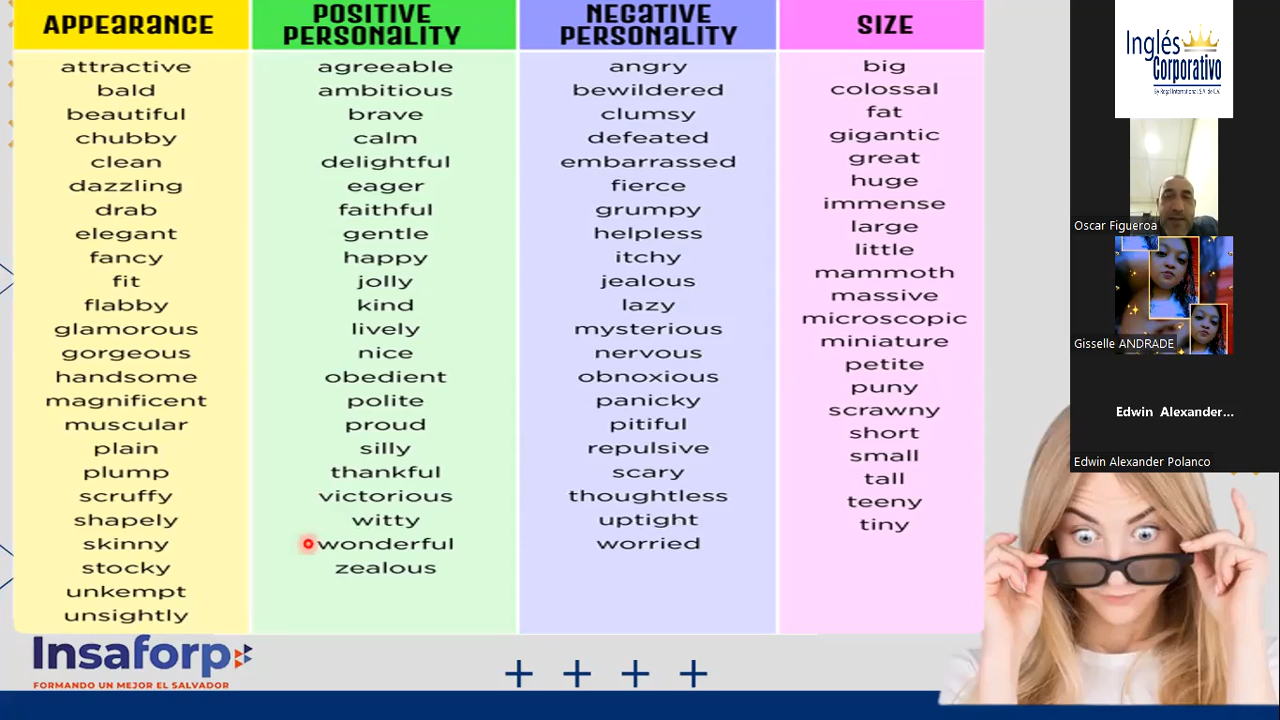 APPEARANCE
attractive
bald
beautiful
chubby
clean
dazzling
drab
elegant
fancy
fit
flabby
glamorous
gorgeous
handsome
magnificent
muscular
plain
plump
scruffy
shapely
skinny
stocky
unkempt
unsightly
POSITIVE
PERSONALITY
agreeable
ambitious
brave
calm
delightful
eager
faithful
gentle
happy
jolly
kind
lively
nice
obedient
polite
proud
silly
thankful
victorious
witty
wonderful
zealous
NEGATIVE
PERSONALITY
angry
bewildered
clumsy
defeated
embarrassed
fierce
grumpy
helpless
itchy
jealous
lazy
mysterious
nervous
obnoxious
panicky
pitiful
repulsive
scary
thoughtless
uptight
worried
SIZE
big
colossal
fat
gigantic
great
huge
immense
large
little
mammoth
massive
microscopic
miniature
petite
puny
scrawny
short
small
tall
teeny
tiny
Insaforp
FORMANDO UN MEJOR EL SALVADOR
Inglés
Corporativo
By Regal International S.A. de C.V.
Oscar Figueroa
Gisselle ANDRADE
Edwin Alexander...
Edwin Alexander Polanco